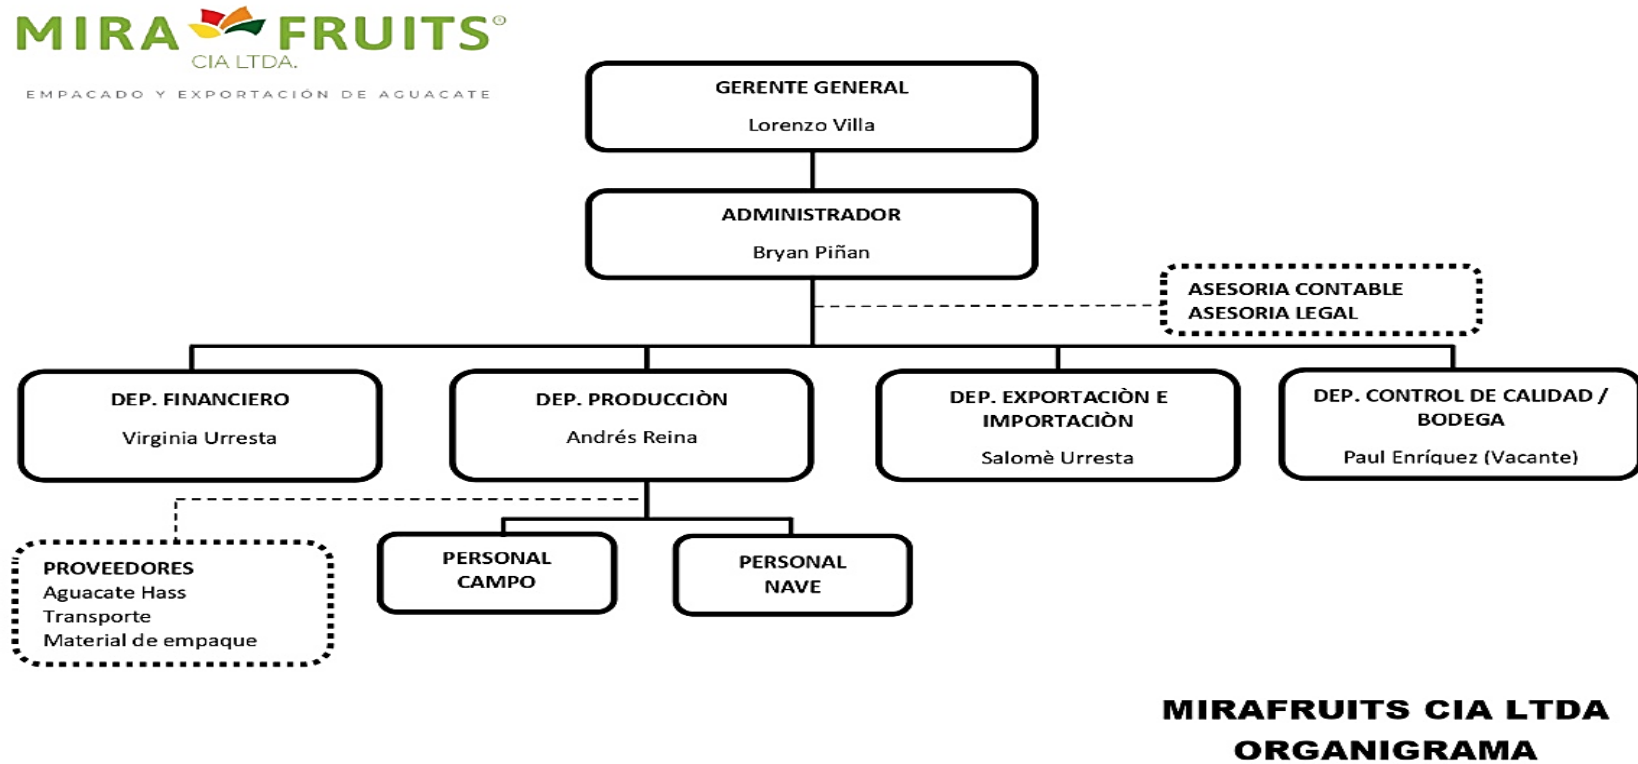 MIRA FRUITS®
CIA LTDA.
EMPACADO Y EXPORTACIÓN DE AGUACATE
GERENTE GENERAL
Lorenzo Villa
ADMINISTRADOR
Bryan Piñan
ASESORIA CONTABLE
ASESORIA LEGAL
DEP. FINANCIERO
Virginia Urresta
DEP. PRODUCCIÒN
Andrés Reina
DEP. EXPORTACIÒN E
IMPORTACIÒN
Salomè Urresta
DEP. CONTROL DE CALIDAD /
BODEGA
Paul Enríquez (Vacante)
PROVEEDORES
Aguacate Hass
Transporte
Material de empaque
PERSONAL
CAMPO
PERSONAL
NAVE
MIRAFRUITS CIA LTDA
ORGANIGRAMA